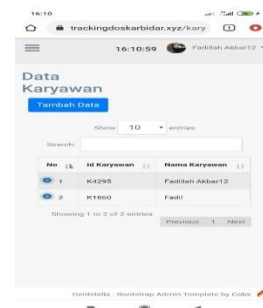 16:10
trackingdoskarbidar.xyz/kary
16:10:59 Fadillah Akbar12
Data
Karyawan
Tambah Data
Show 10 entries
Search:
No Id Karyawan Nama Karyawan
1 K4295 Fadillah Akbar12
2 K1860 Fadil
Showing 1 to 2 of 2 entries
Previous 1 Next
Gentelella - Bootstrap Admin Template by Colo